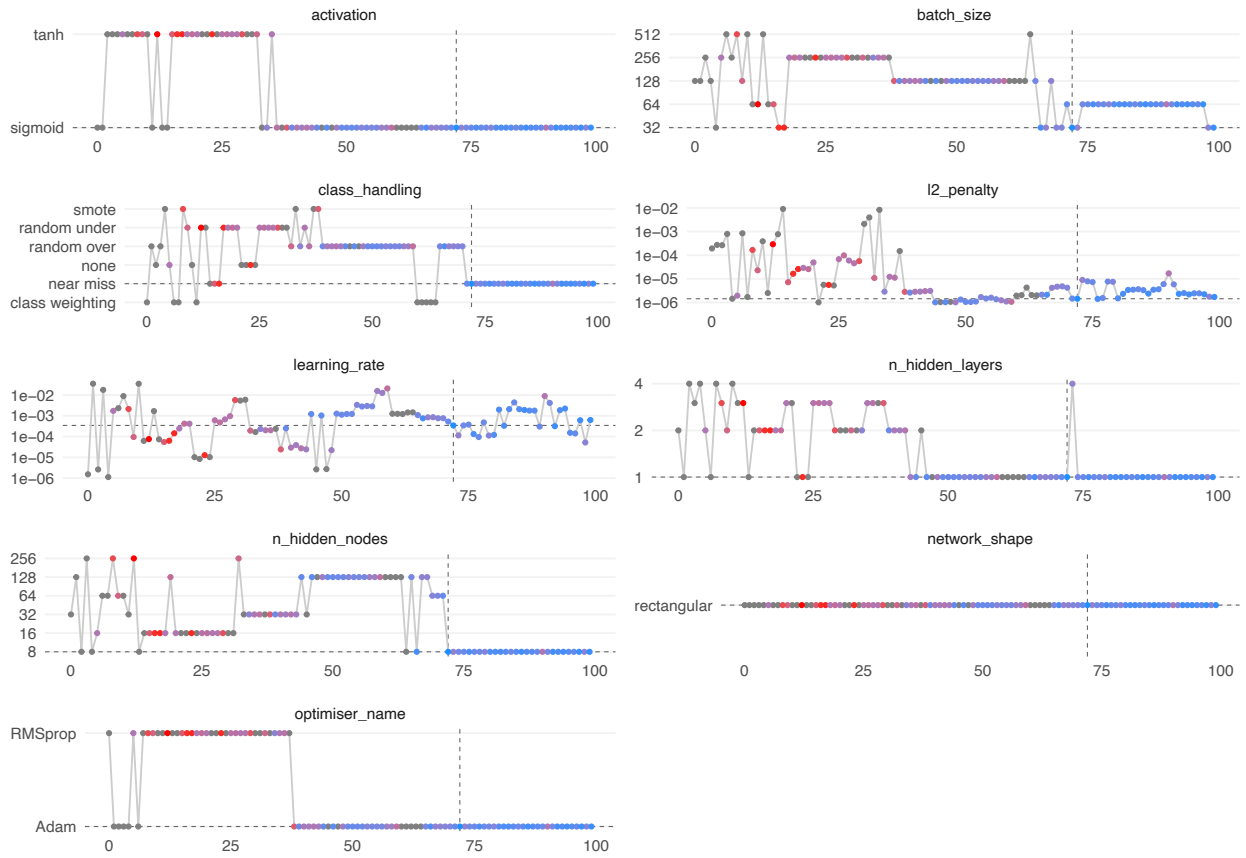 activation
tanh
sigmoid
0 25 50 75 100
batch_size
512
256
128
64
32
0 25 50 75 100
class_handling
smote
random under
random over
none
near miss
class weighting
0 25 50 75 100
l2_penalty
1e−02
1e−03
1e−04
1e−05
1e−06
0 25 50 75 100
learning_rate
1e−02
1e−03
1e−04
1e−05
1e−06
0 25 50 75 100
n_hidden_layers
4
2
1
0 25 50 75 100
n_hidden_nodes
256
128
64
32
16
8
0 25 50 75 100
network_shape
rectangular
0 25 50 75 100
optimiser_name
RMSprop
Adam
0 25 50 75 100